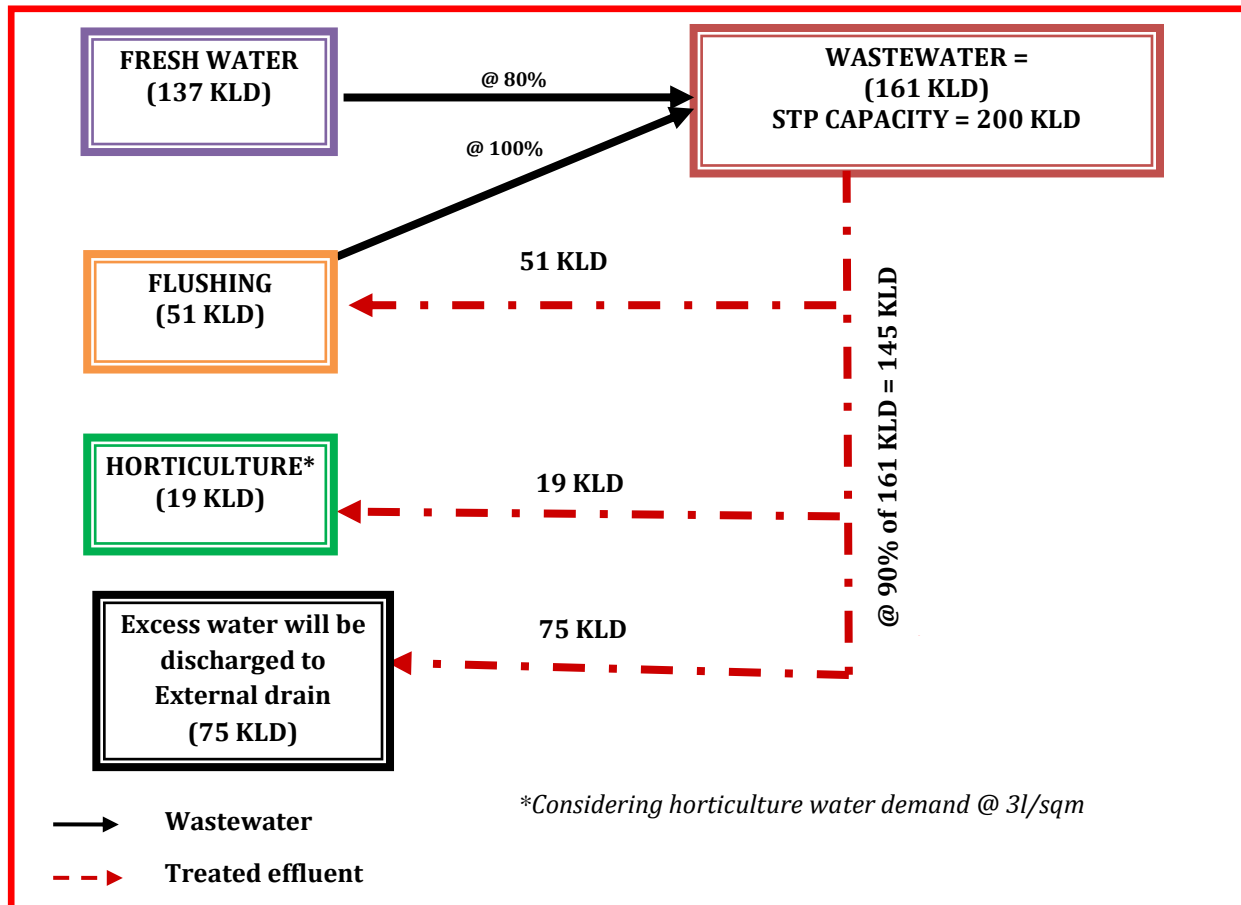 FRESH WATER
(137 KLD)
@ 80%
WASTEWATER =
(161 KLD)
STP CAPACITY = 200 KLD
@ 100%
FLUSHING
(51 KLD)
51 KLD
@ 90% of 161 KLD = 145 KLD
HORTICULTURE*
(19 KLD)
19 KLD
Excess water will be
discharged to
External drain
(75 KLD)
75 KLD
*Considering horticulture water demand @ 3l/sqm
Wastewater
Treated effluent